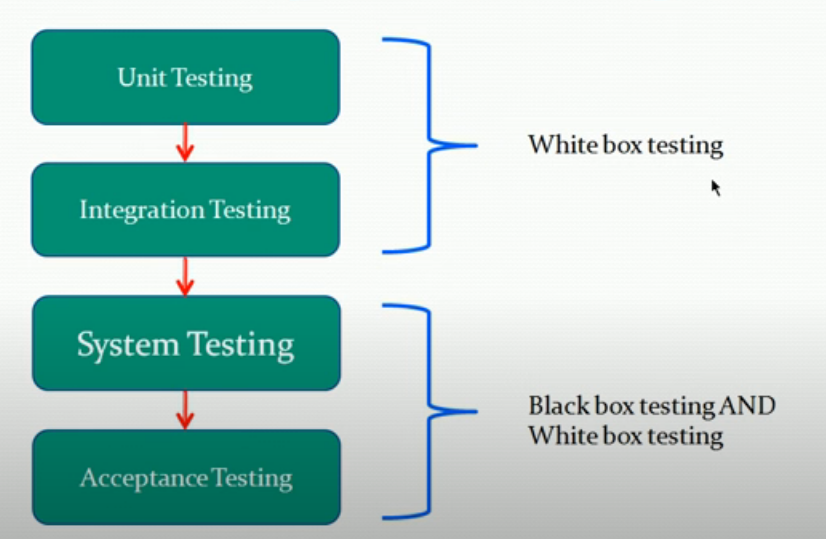 Unit Testing
White box testing
Integration Testing
System Testing
Black box testing AND
White box testing
Acceptance Testing